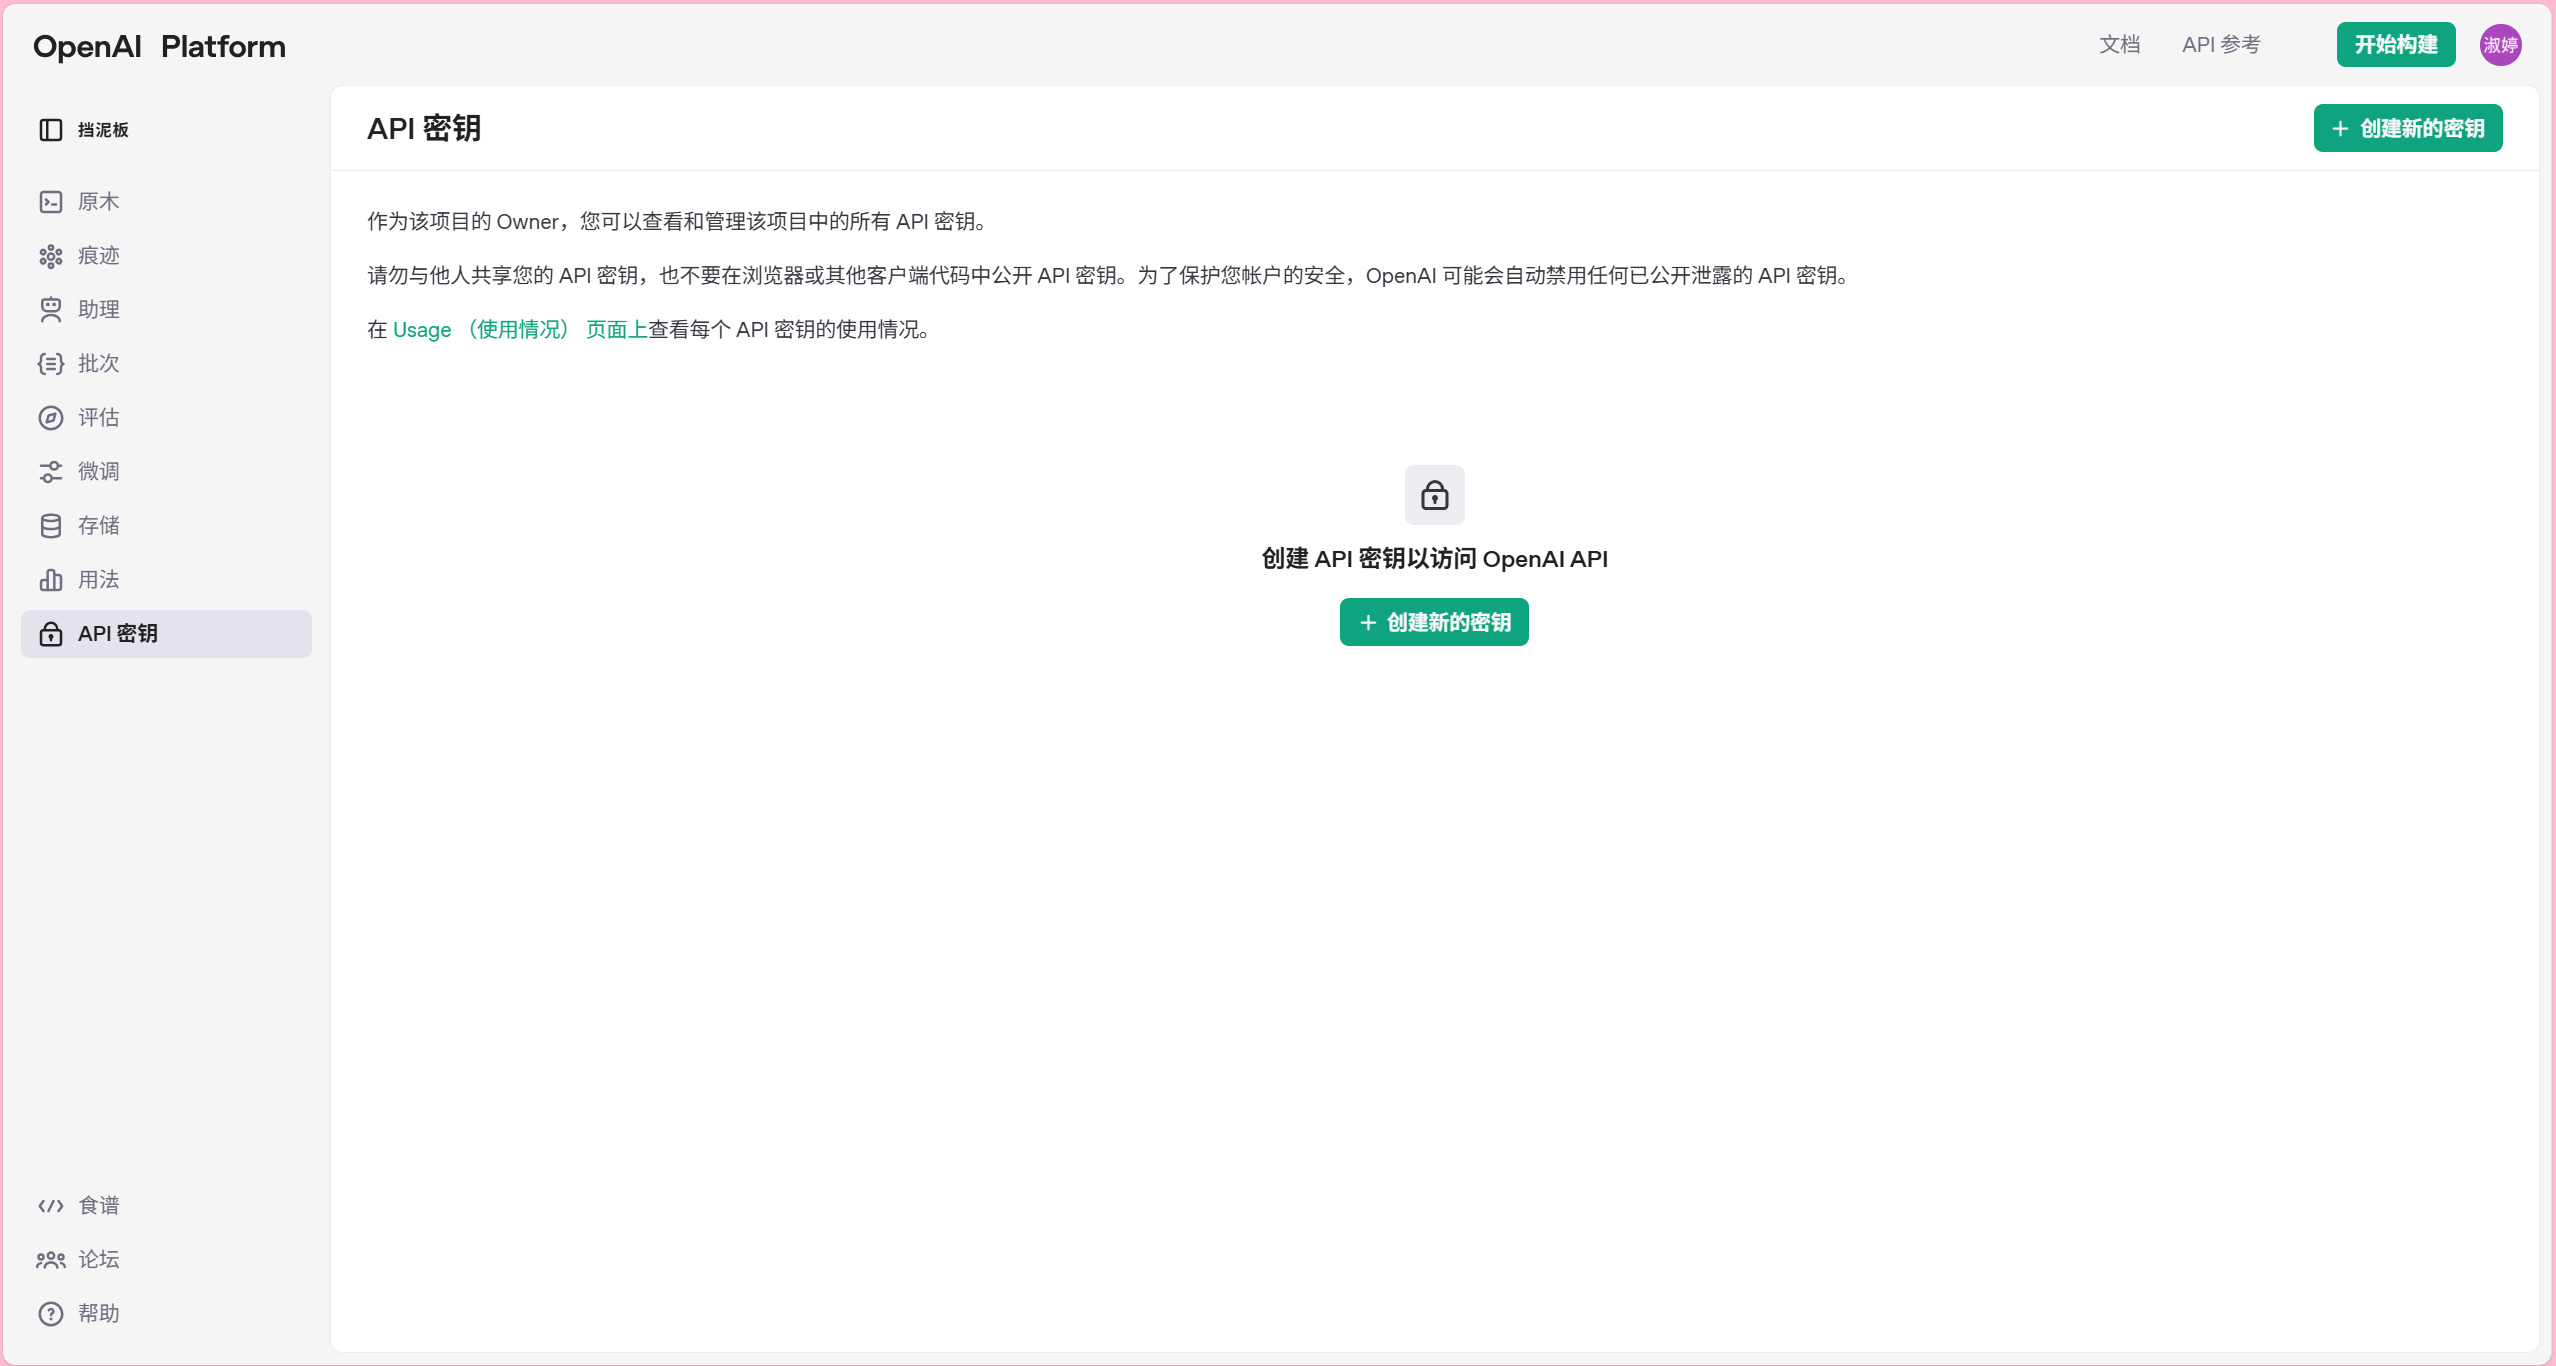 OpenAI Platform
文档
API 参考
开始构建
淑婷
挡泥板
原木
痕迹
助理
批次
评估
微调
存储
用法
API 密钥
食谱
论坛
帮助
API 密钥
创建新的密钥
作为该项目的 Owner，您可以查看和管理该项目中的所有 API 密钥。
请勿与他人共享您的 API 密钥，也不要在浏览器或其他客户端代码中公开 API 密钥。为了保护您帐户的安全，OpenAI 可能会自动禁用任何已公开泄露的 API 密钥。
在 Usage （使用情况） 页面上查看每个 API 密钥的使用情况。
创建 API 密钥以访问 OpenAI API
创建新的密钥